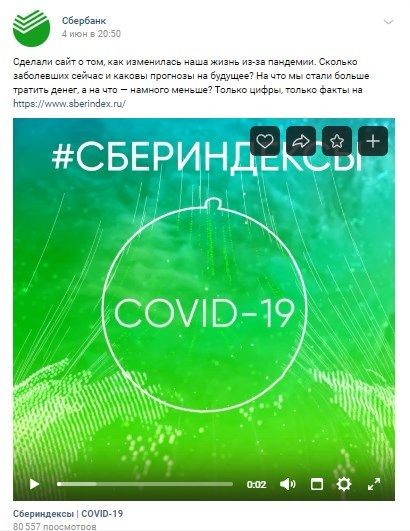 Сбербанк
4 июн в 20:50
Сделали сайт о том, как изменилась наша жизнь из-за пандемии. Сколько
заболевших сейчас и каковы прогнозы на будущее? На что мы стали больше
тратить денег, а на что — намного меньше? Только цифры, только факты на
https://www.sberindex.ru/
#СБЕРИНДЕКСЫ
COVID-19
0:02
Сбериндексы | COVID-19
80 557 просмотров